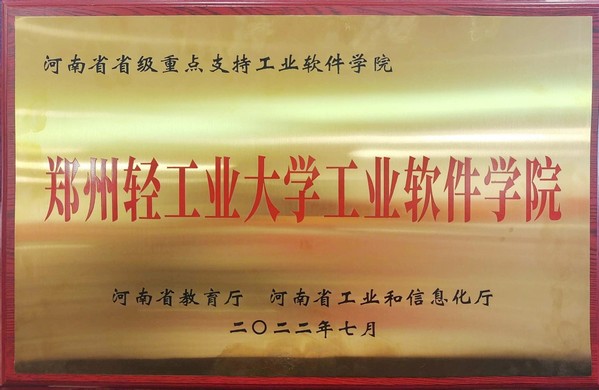 河南省省级重点支持工业软件学院
郑州轻工业大学工业软件学院
河南省教育厅 河南省工业和信息化厅
二〇二二年七月